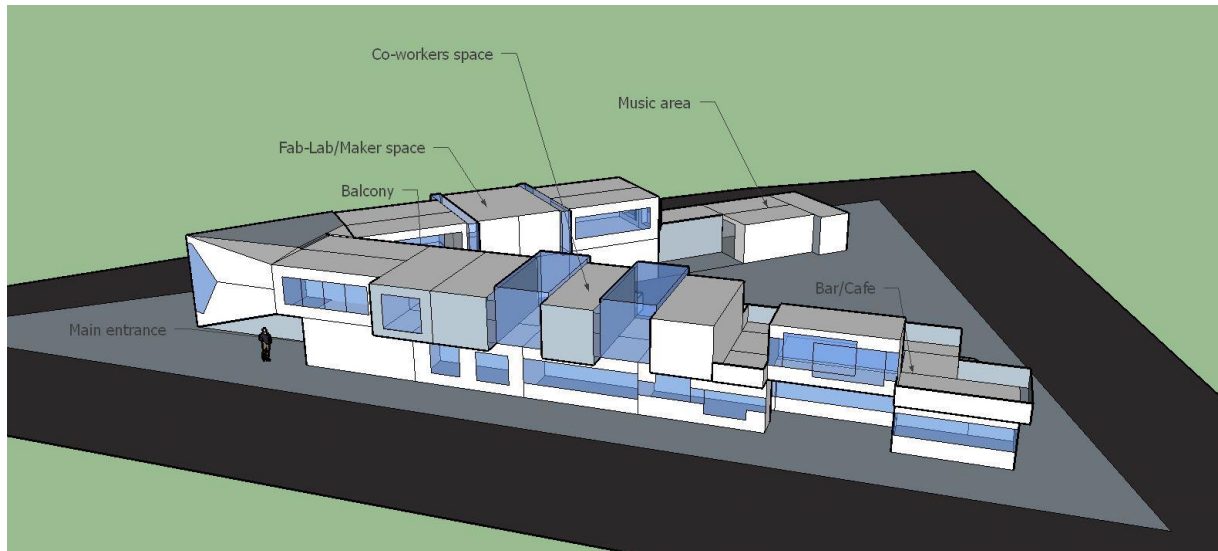 Co-workers space
Music area
Fab-Lab/Maker space
Balcony
Bar/Cafe
Main entrance